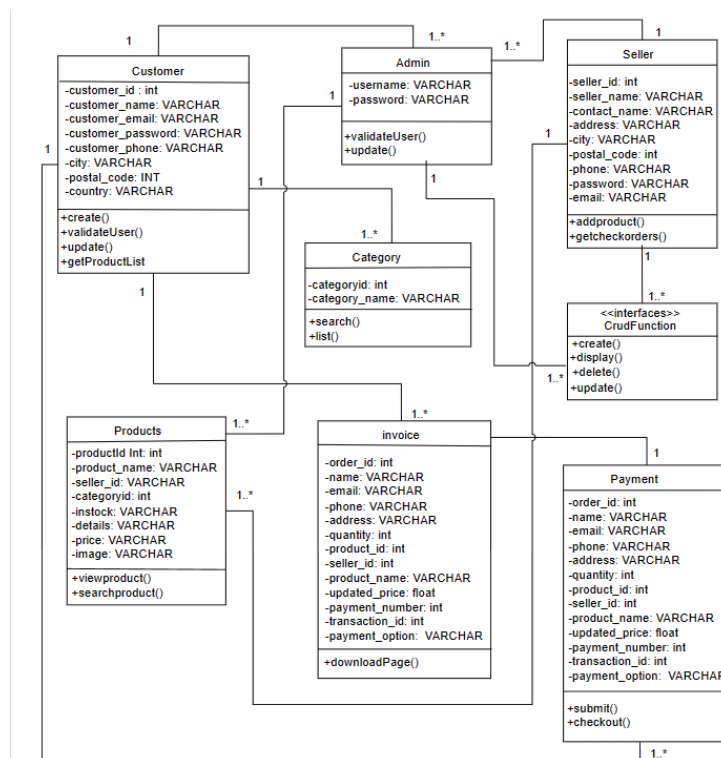 1
1..*
1..*
1
Customer
-customer_id : int
-customer_name: VARCHAR
-customer_email: VARCHAR
-customer_password: VARCHAR
-customer_phone: VARCHAR
-city: VARCHAR
-postal_code: INT
-country: VARCHAR
+create()
+validateUser()
+update()
+getProductList
Admin
-username: VARCHAR
-password: VARCHAR
+validateUser()
+update()
Seller
-seller_id: int
-seller_name: VARCHAR
-contact_name: VARCHAR
-address: VARCHAR
-city: VARCHAR
-postal_code: int
-phone: VARCHAR
-password: VARCHAR
-email: VARCHAR
+addproduct()
+getcheckorders()
1
1
1
1
1
1..*
Category
-categoryid: int
-category_name: VARCHAR
+search()
+list()
1
1..*
<<interfaces>>
CrudFunction
+create()
+display()
+delete()
+update()
1..*
1
1..*
1..*
Products
-productId Int: int
-product_name: VARCHAR
-seller_id: VARCHAR
-categoryid: int
-instock: VARCHAR
-details: VARCHAR
-price: VARCHAR
-image: VARCHAR
+viewproduct()
+searchproduct()
1..*
invoice
-order_id: int
-name: VARCHAR
-email: VARCHAR
-phone: VARCHAR
-address: VARCHAR
-quantity: int
-product_id: int
-seller_id: int
-product_name: VARCHAR
-updated_price: float
-payment_number: int
-transaction_id: int
-payment_option: VARCHAR
+downloadPage()
1
Payment
-order_id: int
-name: VARCHAR
-email: VARCHAR
-phone: VARCHAR
-address: VARCHAR
-quantity: int
-product_id: int
-seller_id: int
-product_name: VARCHAR
-updated_price: float
-payment_number: int
-transaction_id: int
-payment_option: VARCHAR
+submit()
+checkout()
1..*